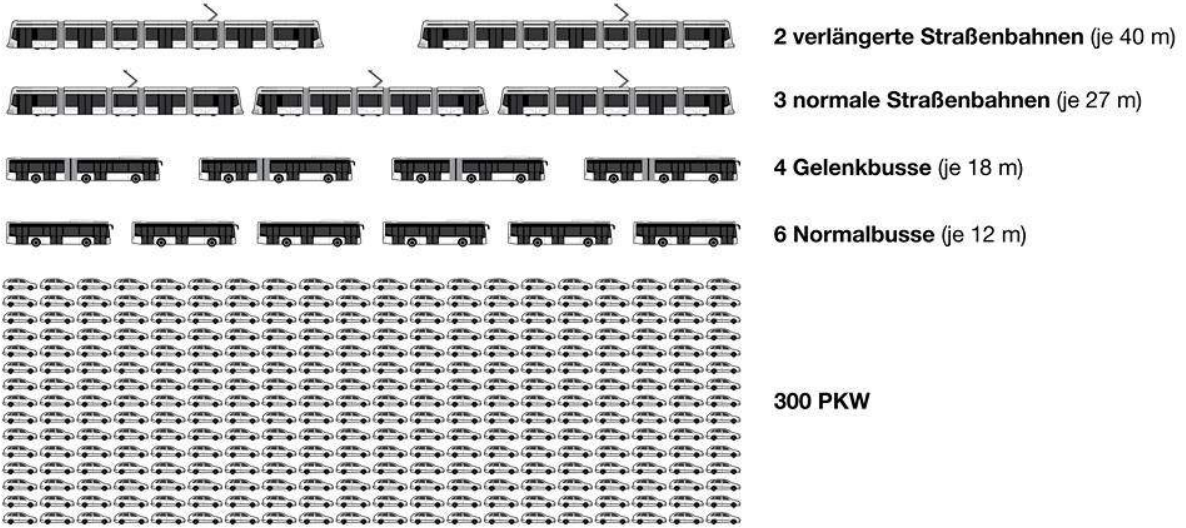 2 verlängerte Straßenbahnen (je 40 m)
3 normale Straßenbahnen (je 27 m)
4 Gelenkbusse (je 18 m)
6 Normalbusse (je 12 m)
300 PKW